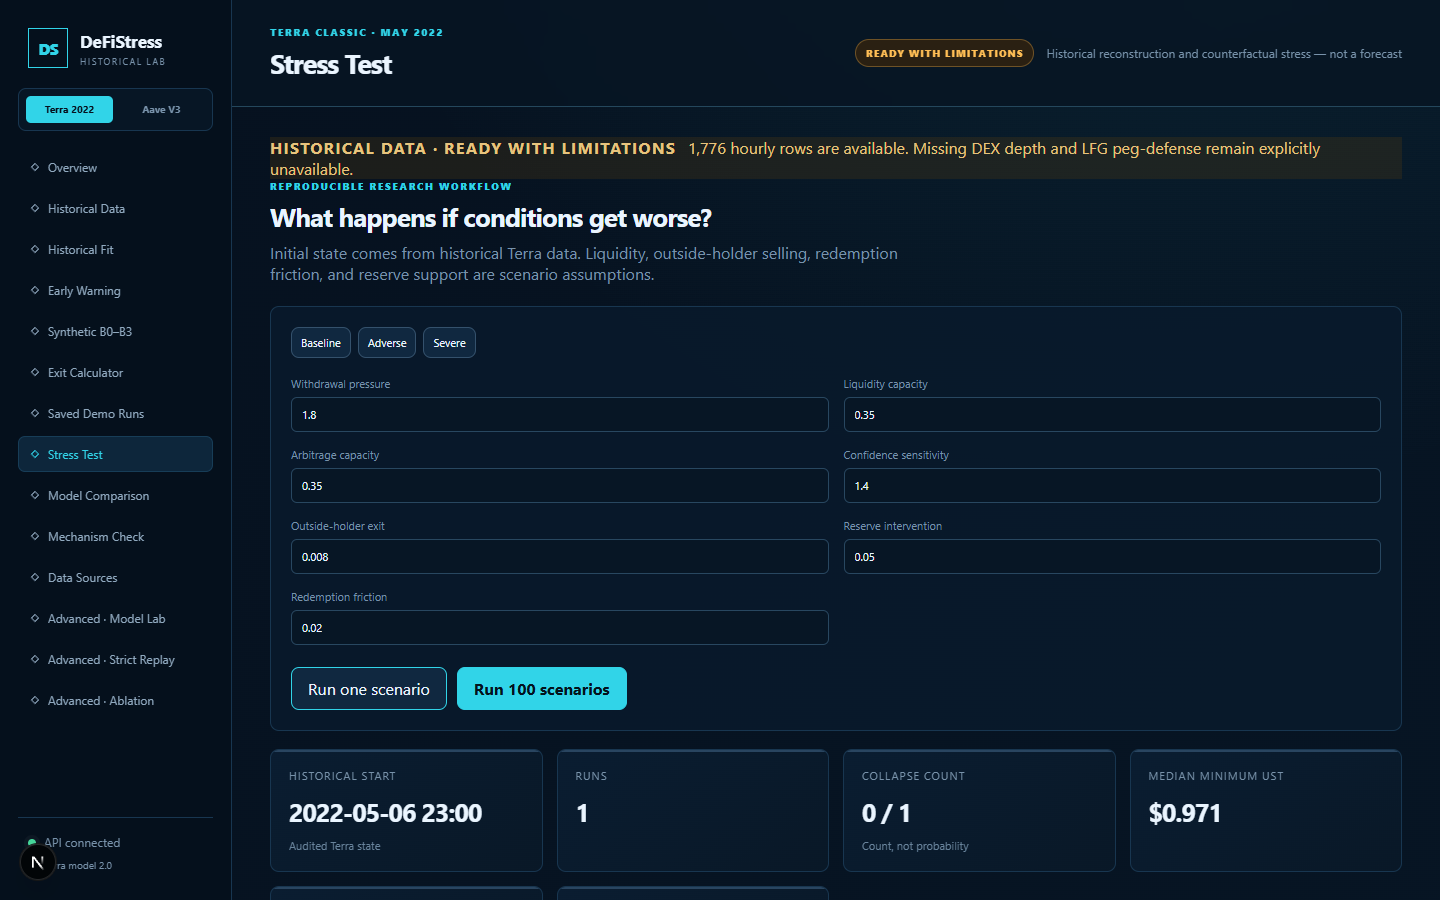 DS
DeFiStress
HISTORICAL LAB
Terra 2022
Aave V3
Overview
Historical Data
Historical Fit
Early Warning
Synthetic B0–B3
Exit Calculator
Saved Demo Runs
Stress Test
Model Comparison
Mechanism Check
Data Sources
Advanced · Model Lab
Advanced · Strict Replay
Advanced · Ablation
API connected
N
ra model 2.0
TERRA CLASSIC · MAY 2022
Stress Test
READY WITH LIMITATIONS
Historical reconstruction and counterfactual stress — not a forecast
HISTORICAL DATA · READY WITH LIMITATIONS 1,776 hourly rows are available. Missing DEX depth and LFG peg-defense remain explicitly
unavailable.
REPRODUCIBLE RESEARCH WORKFLOW
What happens if conditions get worse?
Initial state comes from historical Terra data. Liquidity, outside-holder selling, redemption
friction, and reserve support are scenario assumptions.
Baseline
Adverse
Severe
Withdrawal pressure
1.8
Liquidity capacity
0.35
Arbitrage capacity
0.35
Confidence sensitivity
1.4
Outside-holder exit
0.008
Reserve intervention
0.05
Redemption friction
0.02
Run one scenario
Run 100 scenarios
HISTORICAL START
2022-05-06 23:00
Audited Terra state
RUNS
1
COLLAPSE COUNT
0 / 1
Count, not probability
MEDIAN MINIMUM UST
$0.971